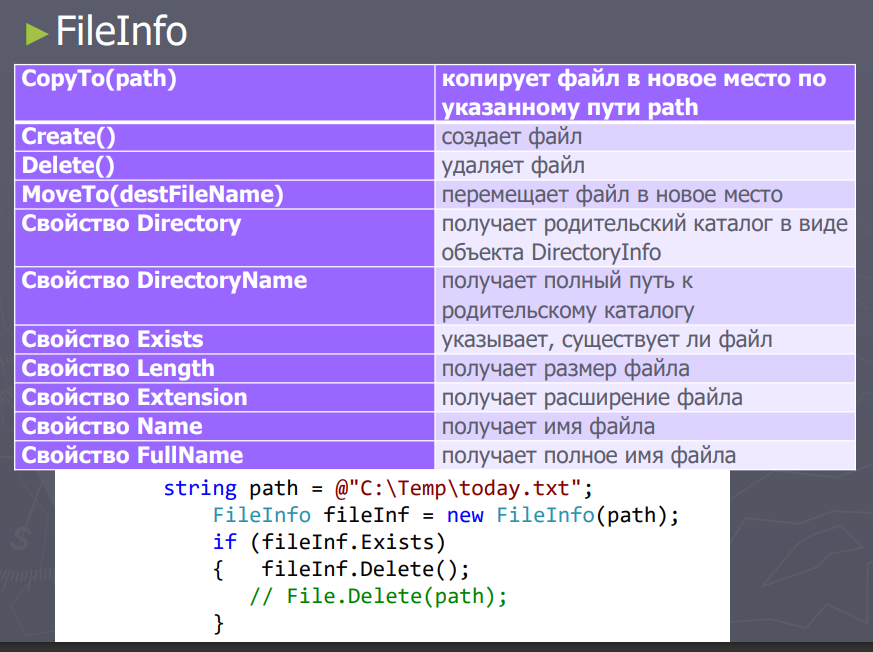 ►FileInfo
CopyTo(path)
копирует файл в новое место по
указанному пути path
Create()
создает файл
Delete()
удаляет файл
MoveTo(destFileName)
перемещает файл в новое место
Свойство Directory
получает родительский каталог в виде
объекта DirectoryInfo
Свойство DirectoryName
получает полный путь к
родительскому каталогу
Свойство Exists
указывает, существует ли файл
Свойство Length
получает размер файла
Свойство Extension
получает расширение файла
Свойство Name
получает имя файла
Свойство FullName
получает полное имя файла
string path = @"C:\Temp\today.txt";
FileInfo fileInf = new FileInfo(path);
if (fileInf.Exists)
{   fileInf.Delete();
// File.Delete(path);
}